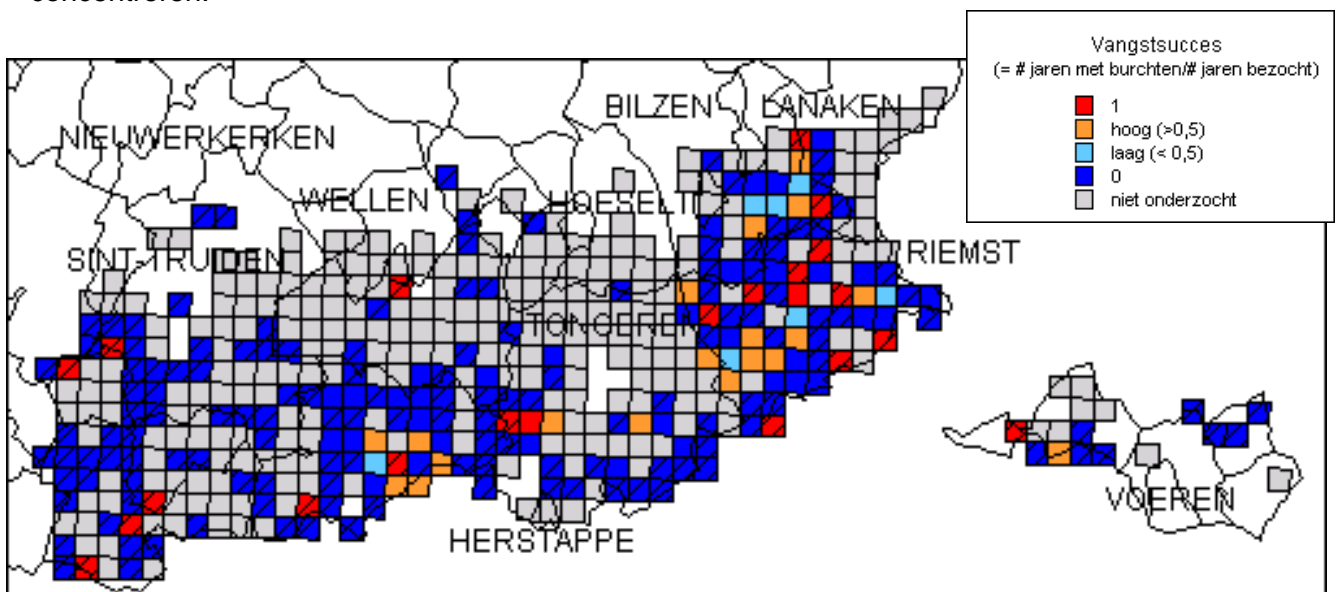 Vangstsucces
(= # jaren met burchten/# jaren bezocht)
1
hoog (>0,5)
laag (< 0,5)
0
niet onderzocht
BILZEN
LANAKEN
NIEUWERKERKEN
WELLEN
HOESELT
SINT-TRUIDEN
RIEMST
TONGEREN
VOEREN
HERSTAPPE